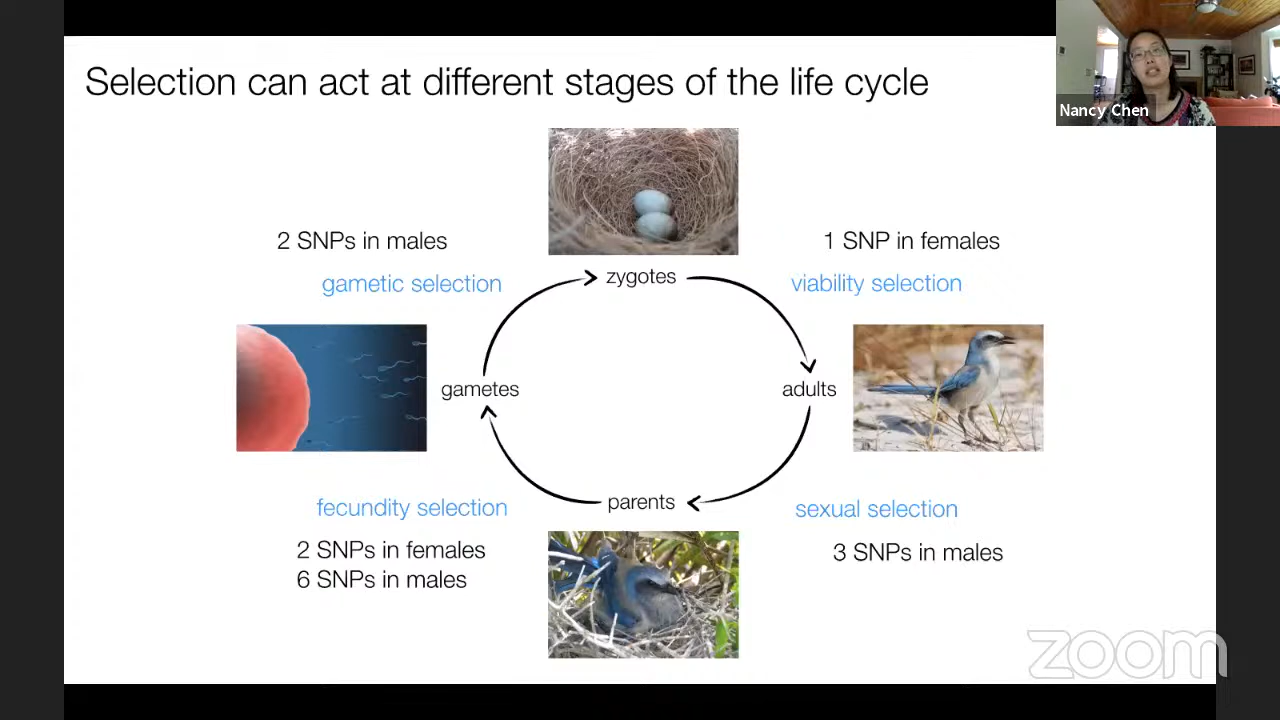 Selection can act at different stages of the life cycle
Nancy Chen
2 SNPs in males
1 SNP in females
gametic selection
zygotes
viability selection
gametes
adults
fecundity selection
parents
sexual selection
2 SNPs in females
6 SNPs in males
3 SNPs in males
zoom